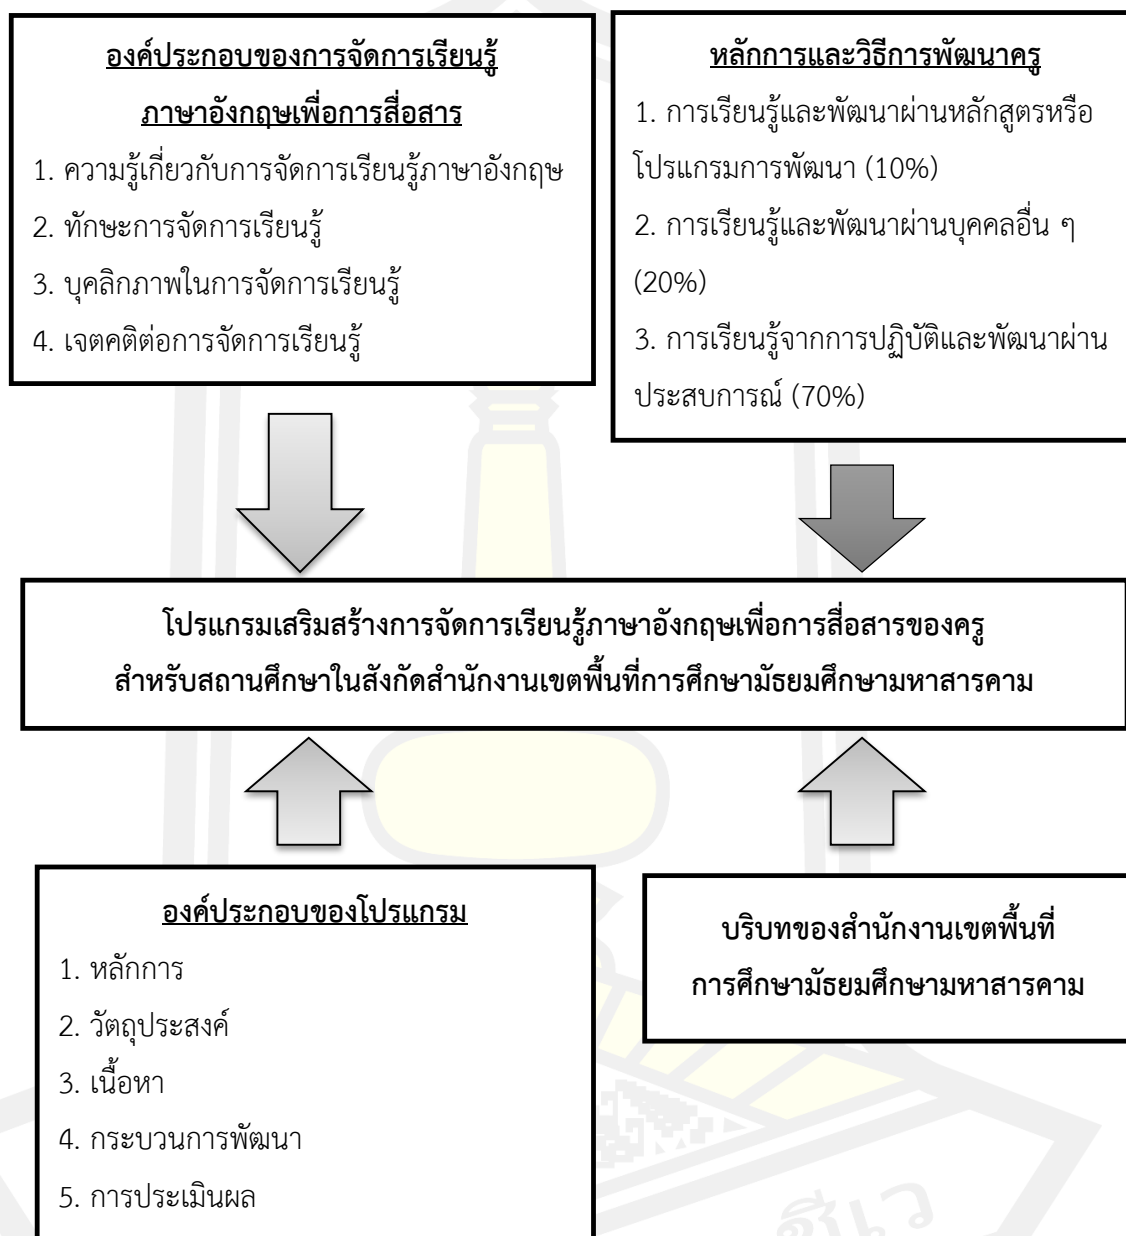 องค์ประกอบของการจัดการเรียนรู้
ภาษาอังกฤษเพื่อการสื่อสาร
1. ความรู้เกี่ยวกับการจัดการเรียนรู้ภาษาอังกฤษ
2. ทักษะการจัดการเรียนรู้
3. บุคลิกภาพในการจัดการเรียนรู้
4. เจตคติต่อการจัดการเรียนรู้
หลักการและวิธีการพัฒนาครู
1. การเรียนรู้และพัฒนาผ่านหลักสูตรหรือ
โปรแกรมการพัฒนา (10%)
2. การเรียนรู้และพัฒนาผ่านบุคคลอื่น ๆ
(20%)
3. การเรียนรู้จากการปฏิบัติและพัฒนาผ่าน
ประสบการณ์ (70%)
โปรแกรมเสริมสร้างการจัดการเรียนรู้ภาษาอังกฤษเพื่อการสื่อสารของครู
สำหรับสถานศึกษาในสังกัดสำนักงานเขตพื้นที่การศึกษามัธยมศึกษามหาสารคาม
องค์ประกอบของโปรแกรม
1. หลักการ
2. วัตถุประสงค์
3. เนื้อหา
4. กระบวนการพัฒนา
5. การประเมินผล
บริบทของสำนักงานเขตพื้นที่
การศึกษามัธยมศึกษามหาสารคาม
ชีเว